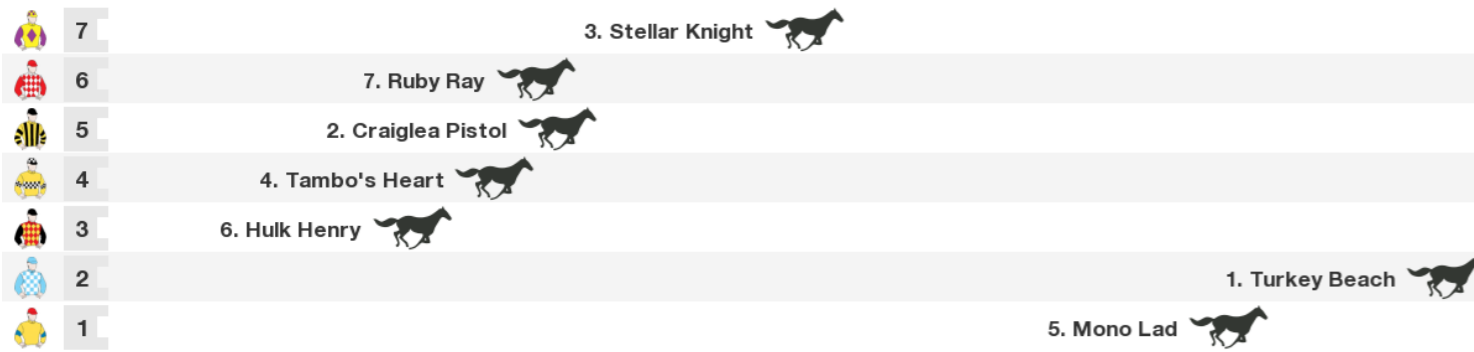 7 3. Stellar Knight
6 7. Ruby Ray
5 2. Craiglea Pistol
4 4. Tambo's Heart
3 6. Hulk Henry
2 1. Turkey Beach
1 5. Mono Lad